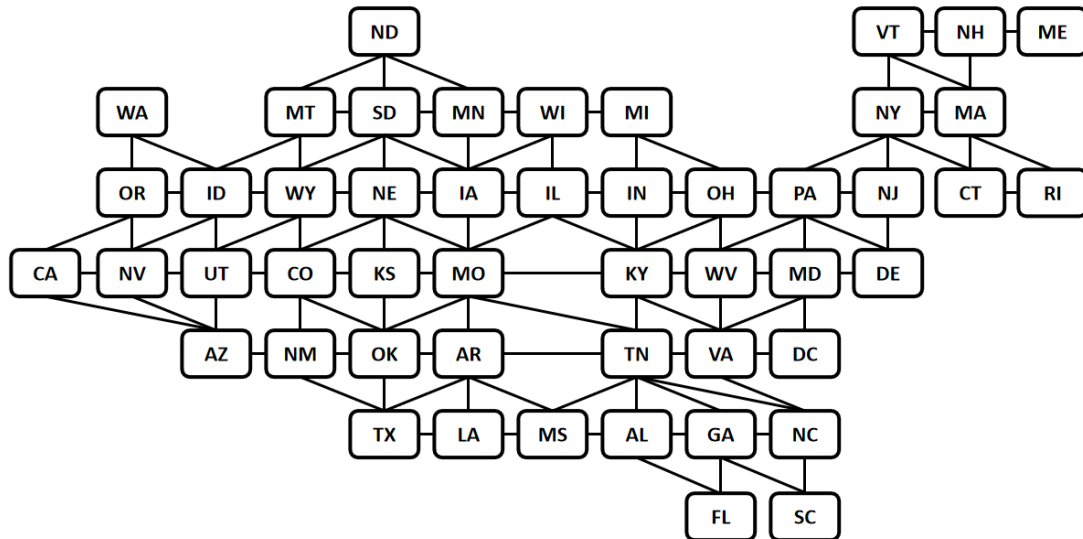 ND VT NH ME
WA MT SD MN WI MI NY MA
OR ID WY NE IA IL IN OH PA NJ CT RI
CA NV UT CO KS MO KY WV MD DE
AZ NM OK AR TN VA DC
TX LA MS AL GA NC
FL SC